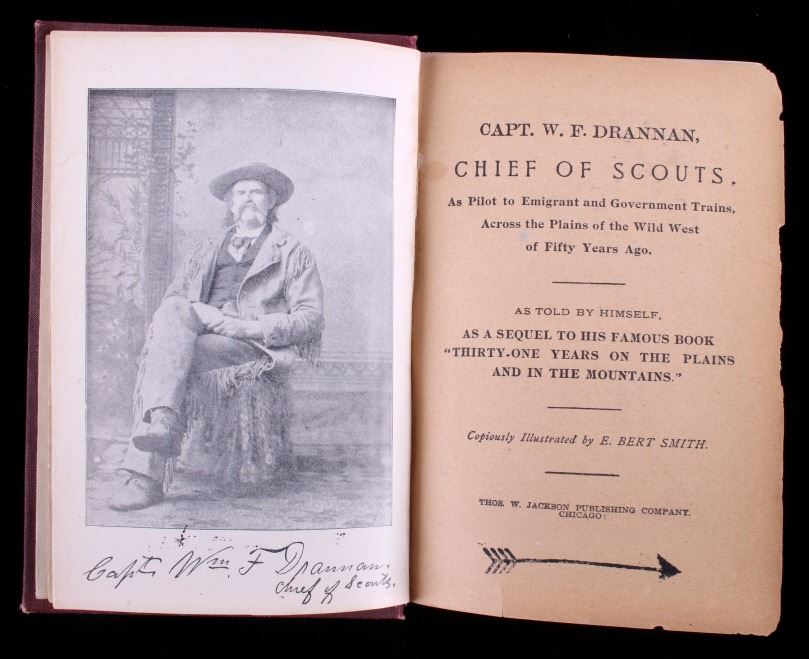 Capt. Wm. F Drannan.
Chief of Scouts.
CAPT. W. F. DRANNAN,
CHIEF OF SCOUTS,
As Pilot to Emigrant and Government Trains,
Across the Plains of the Wild West
of Fifty Years Ago.
AS TOLD BY HIMSELF,
AS A SEQUEL TO HIS FAMOUS BOOK
"THIRTY-ONE YEARS ON THE PLAINS
AND IN THE MOUNTAINS."
Copiously Illustrated by E. BERT SMITH.
THOS. W. JACKSON PUBLISHING COMPANY.
CHICAGO: